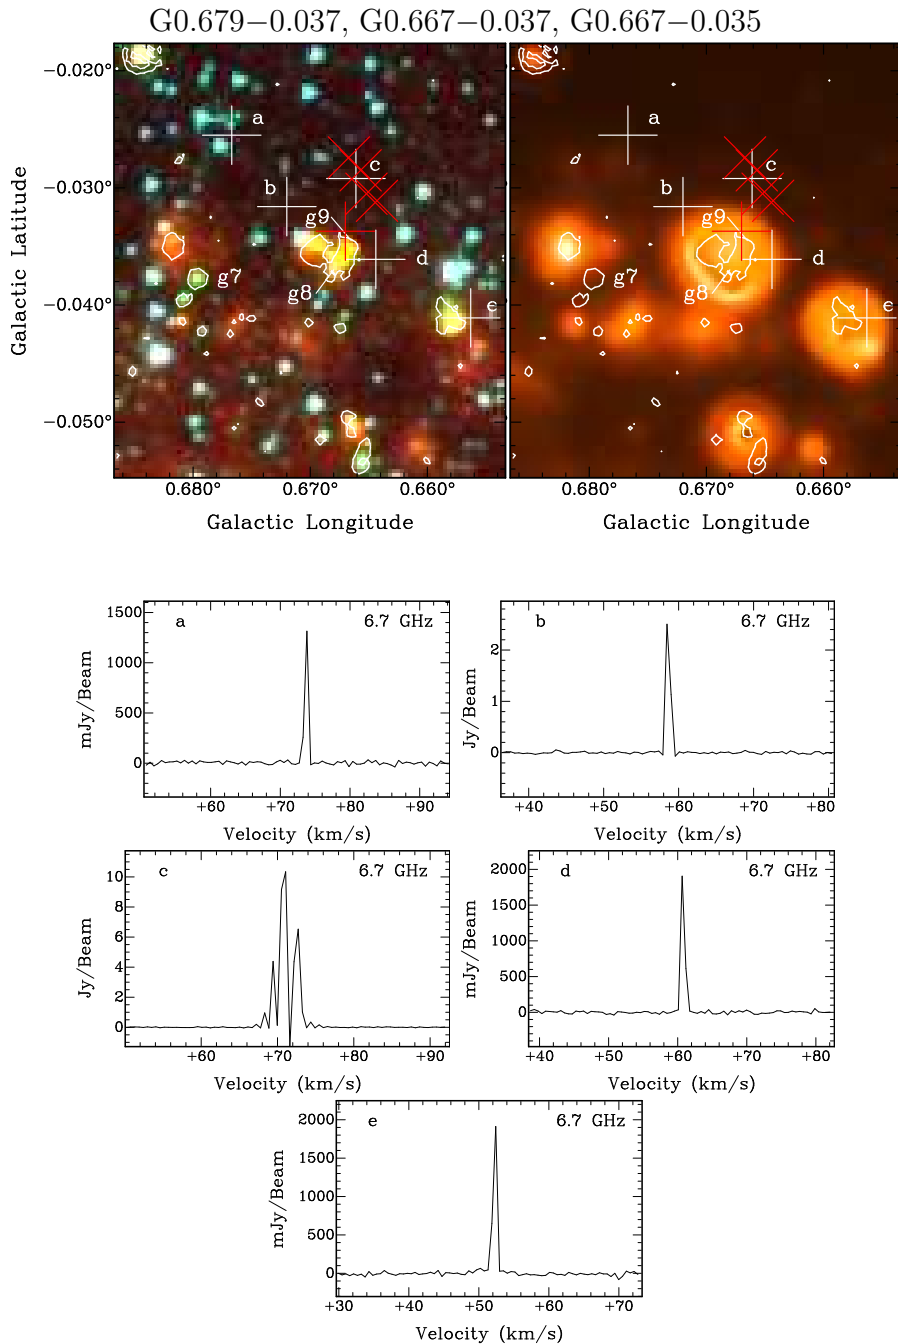 G0.679−0.037, G0.667−0.037, G0.667−0.035
−0.020°
−0.030°
−0.040°
−0.050°
Galactic Latitude
a
b
c
g9
d
g7
g8
e
0.680° 0.670° 0.660°
Galactic Longitude
a
b
c
g9
d
g7
g8
e
0.680° 0.670° 0.660°
Galactic Longitude
a 6.7 GHz
1500
1000
500
0
mJy/Beam
+60 +70 +80 +90
Velocity (km/s)
b 6.7 GHz
2
1
0
Jy/Beam
+40 +50 +60 +70 +80
Velocity (km/s)
c 6.7 GHz
10
8
6
4
2
0
Jy/Beam
+60 +70 +80 +90
Velocity (km/s)
d 6.7 GHz
2000
1500
1000
500
0
mJy/Beam
+40 +50 +60 +70 +80
Velocity (km/s)
e 6.7 GHz
2000
1500
1000
500
0
mJy/Beam
+30 +40 +50 +60 +70
Velocity (km/s)